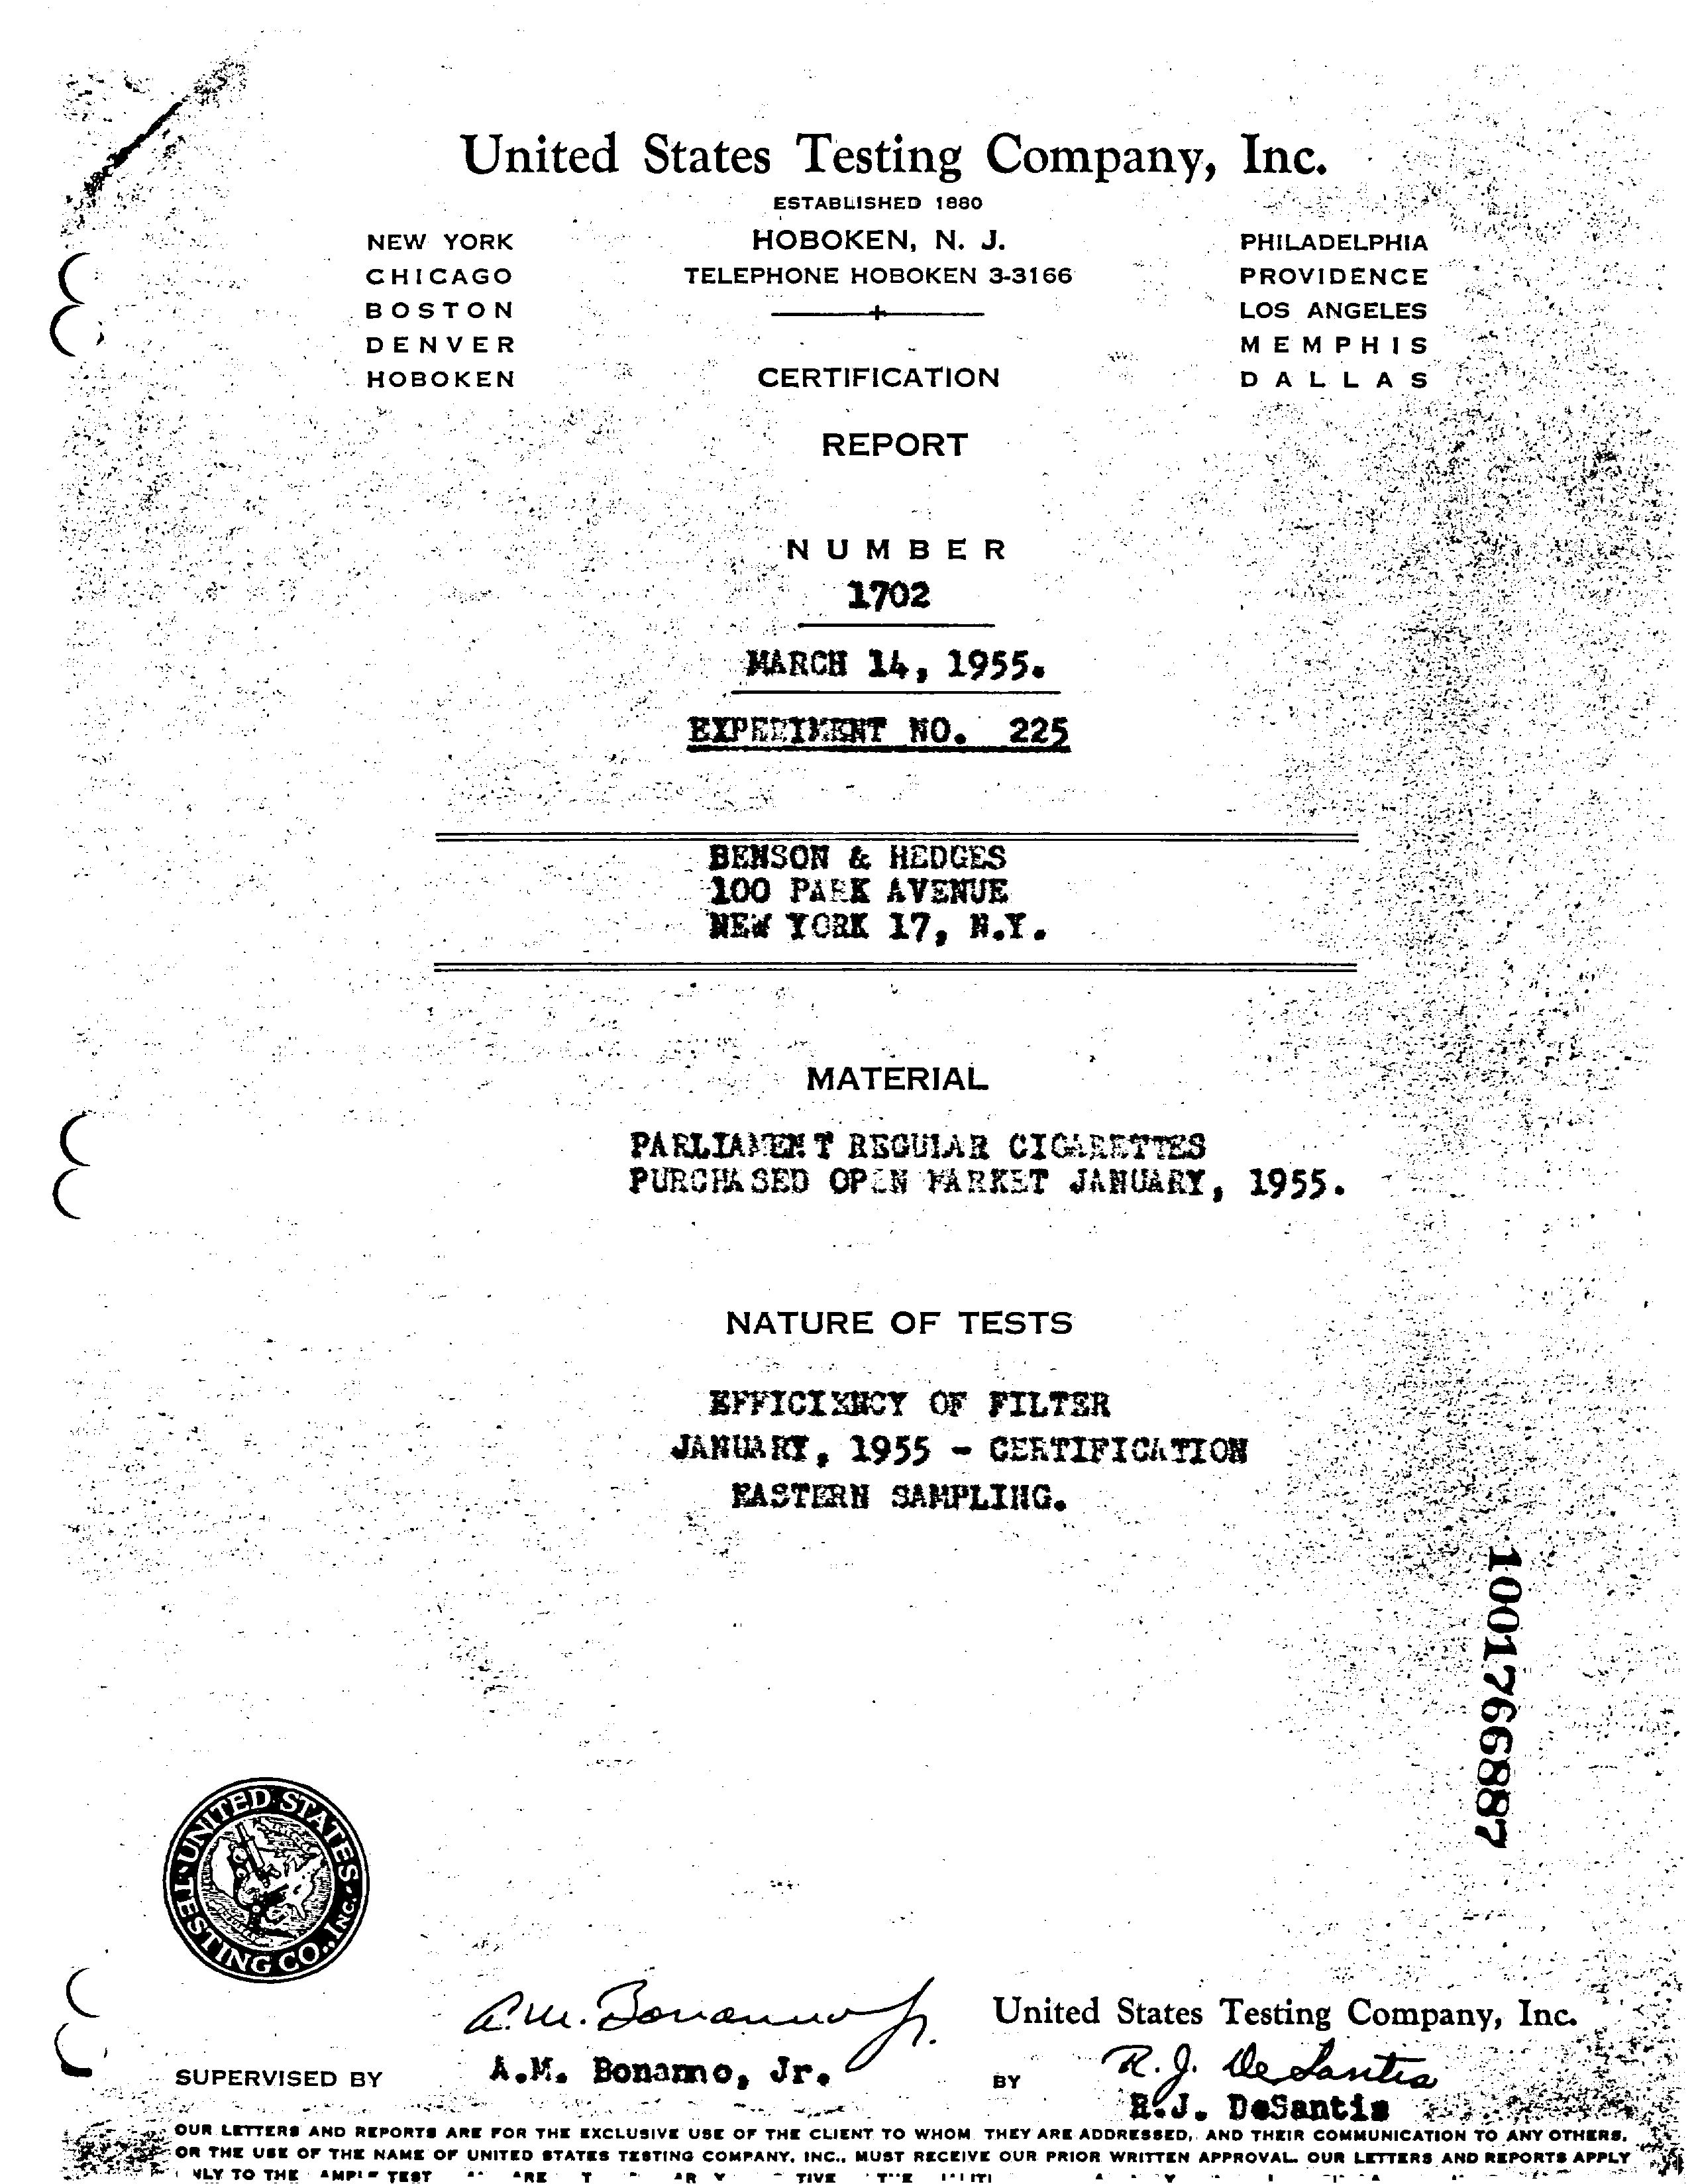 United States Testing Company, Inc.
ESTABLISHED 1880
NEW YORK HOBOKEN, N. J. PHILADELPHIA
CHICAGO TELEPHONE HOBOKEN 3-3166 PROVIDENCE
BOSTON LOS ANGELES
DENVER MEMPHIS
HOBOKEN CERTIFICATION DALLAS
REPORT
NUMBER
1702
MARCH 14, 1955.
EXPERIMENT NO. 225
BENSON & HEDGES
100 PARK AVENUE
NEW YORK 17, N.Y.
MATERIAL
PARLIAMENT REGULAR CIGARETTES
PURCHASED OPEN MARKET JANUARY, 1955.
NATURE OF TESTS
EFFICIENCY OF FILTER
JANUARY, 1955 - CERTIFICATION
EASTERN SAMPLING.
1001766887
UNITED STATES TESTING CO., INC.
A.M. Bonanno Jr.
United States Testing Company, Inc.
R.J. DeSantis
SUPERVISED BY A.M. Bonanno, Jr. BY
R.J. DeSantis
OUR LETTERS AND REPORTS ARE FOR THE EXCLUSIVE USE OF THE CLIENT TO WHOM THEY ARE ADDRESSED, AND THEIR COMMUNICATION TO ANY OTHERS,
OR THE USE OF THE NAME OF UNITED STATES TESTING COMPANY, INC., MUST RECEIVE OUR PRIOR WRITTEN APPROVAL. OUR LETTERS AND REPORTS APPLY
TO THE TEST